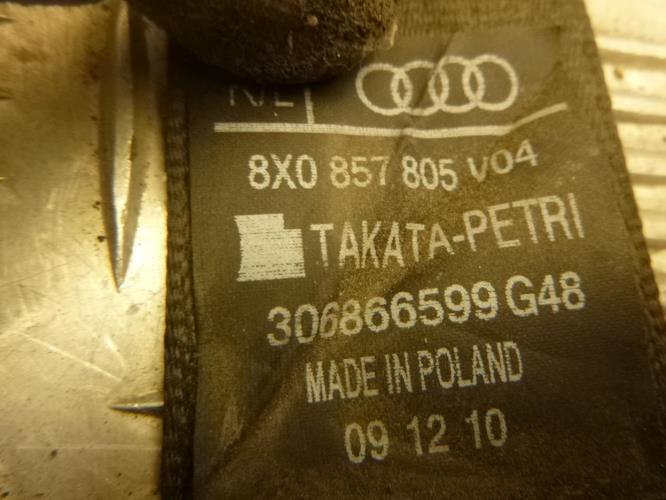 R/L
8X0 857 805 V04
TAKATA-PETRI
306866599 G48
MADE IN POLAND
09 12 10